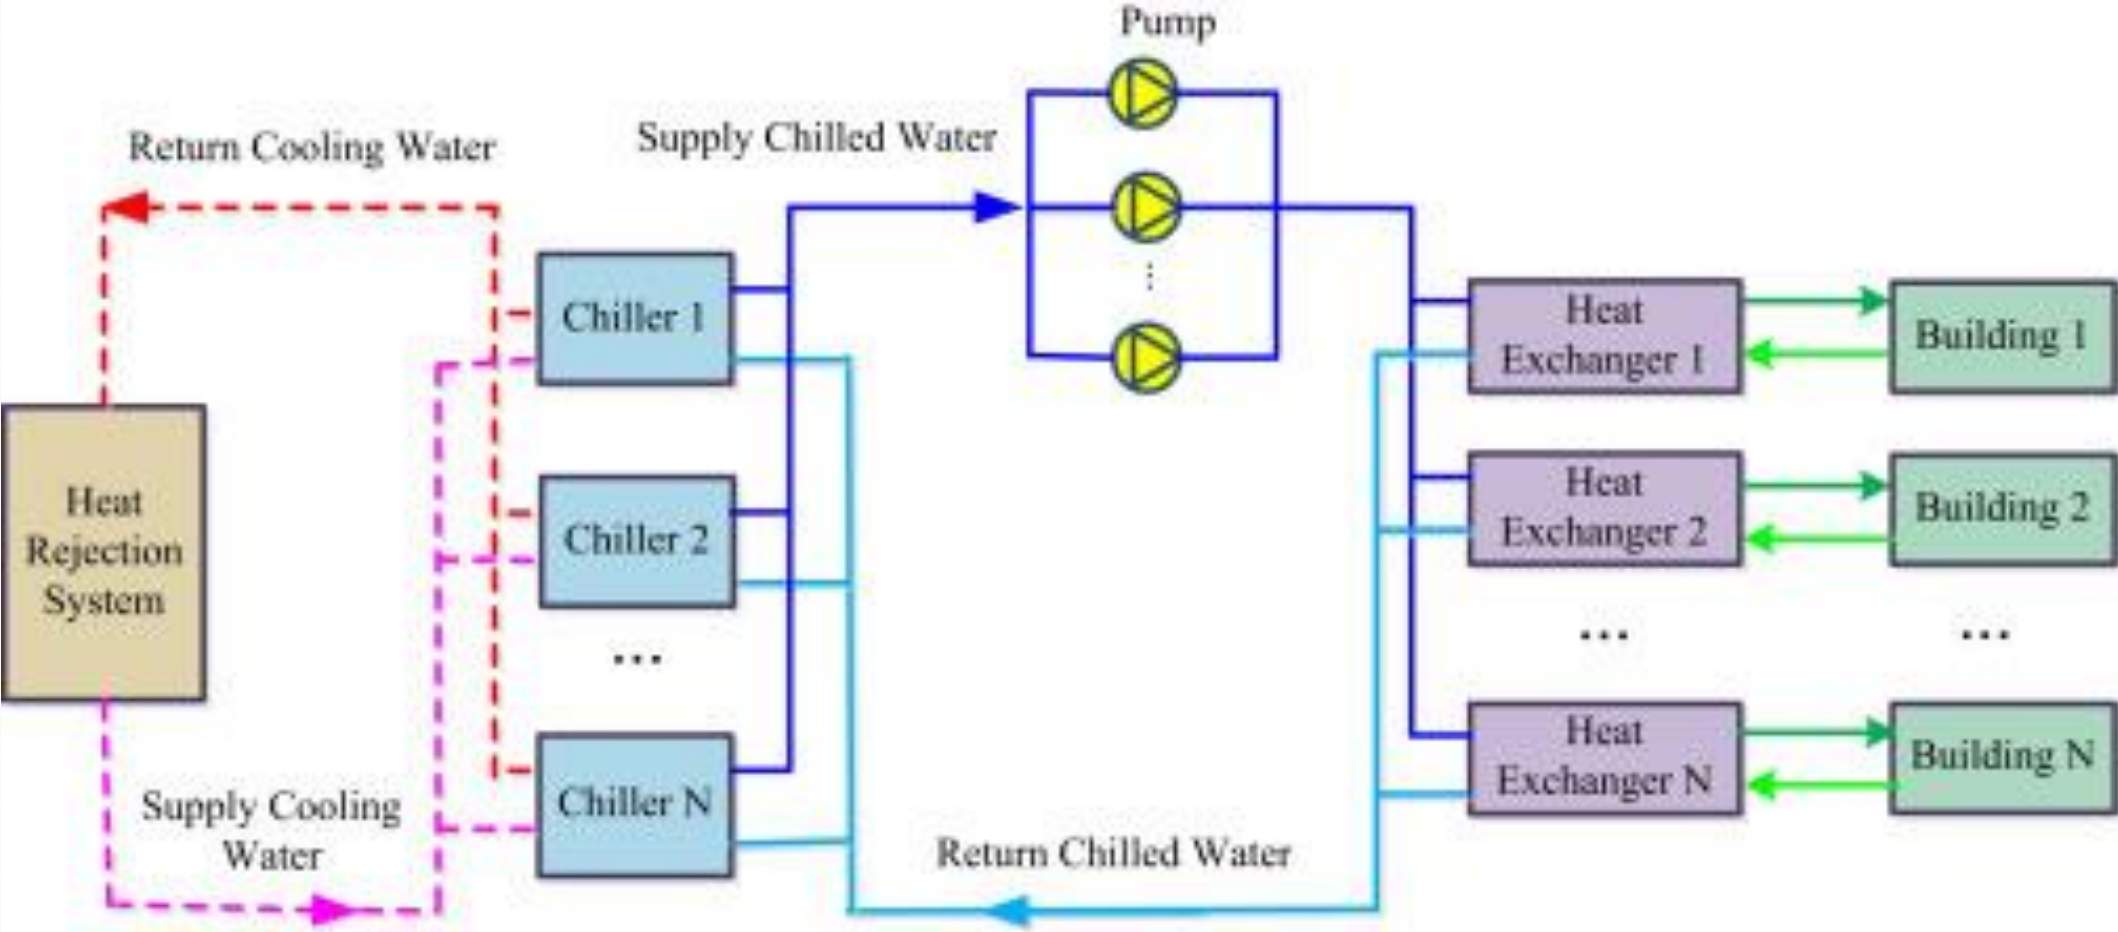 Pump
Return Cooling Water
Supply Chilled Water
Chiller 1
Heat
Exchanger 1
Building 1
Heat
Rejection
System
Chiller 2
Heat
Exchanger 2
Building 2
...
...
...
...
Chiller N
Heat
Exchanger N
Building N
Supply Cooling
Water
Return Chilled Water